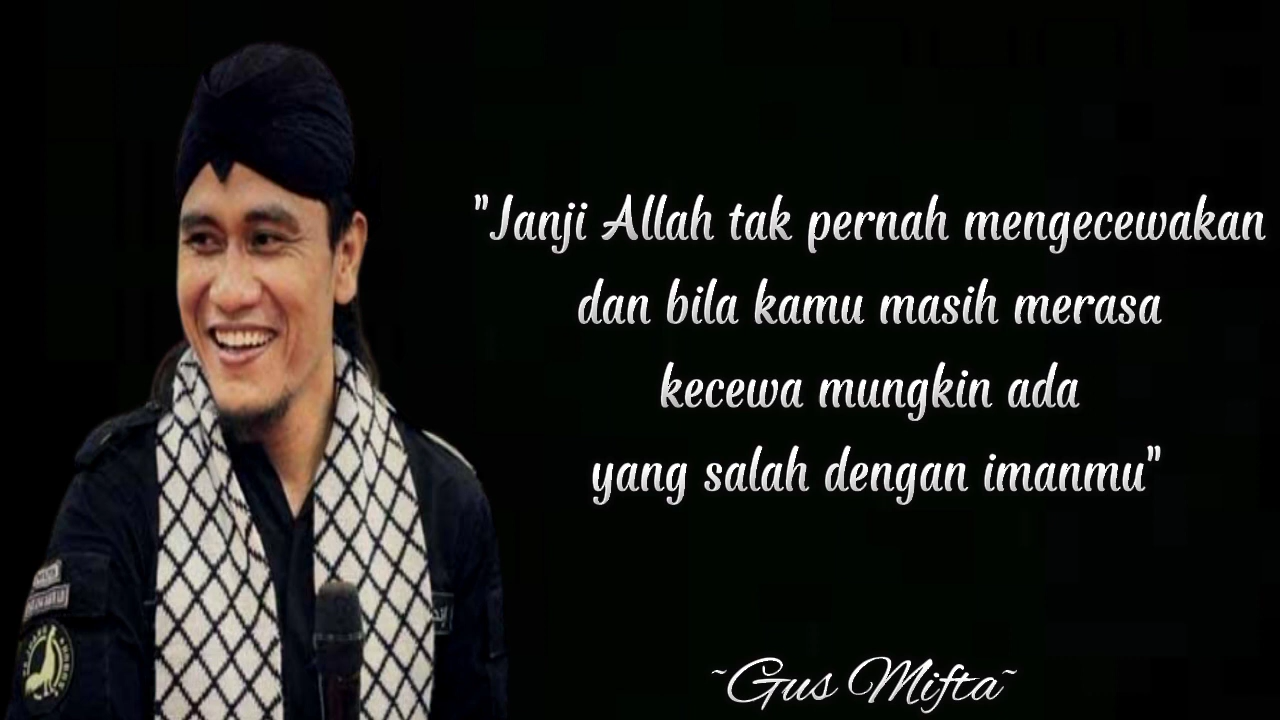 "Janji Allah tak pernah mengecewakan
dan bila kamu masih merasa
kecewa mungkin ada
yang salah dengan imanmu"
~Gus Mifta~